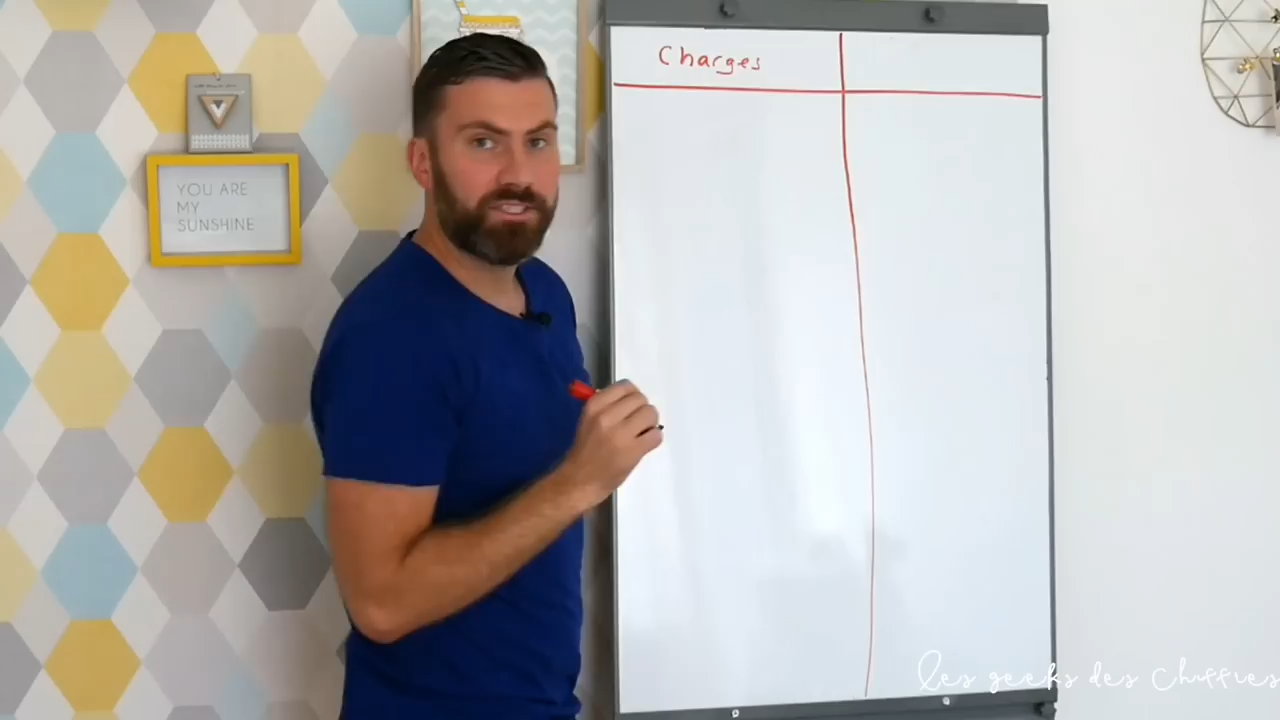 Charges
YOU ARE
MY
SUNSHINE
Les geeks des Chiffres